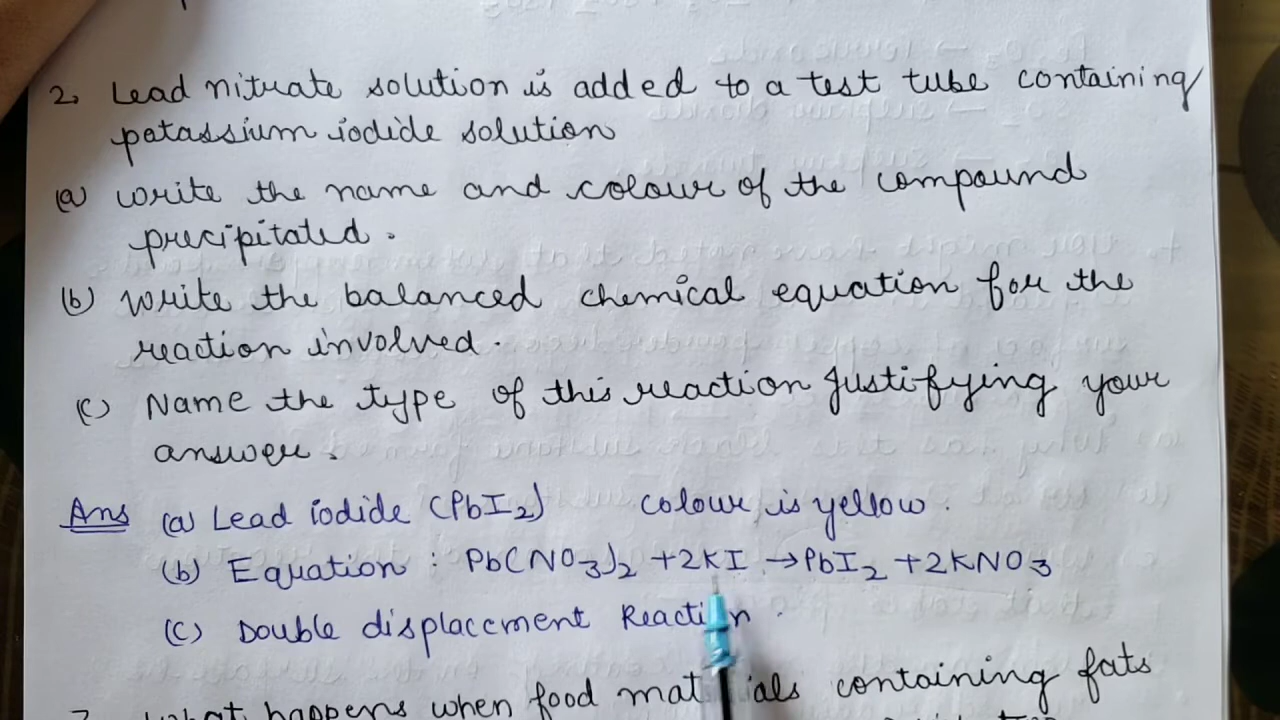 2. Lead nitrate solution is added to a test tube containing
potassium iodide solution
(a) write the name and colour of the compound
precipitated.
(b) Write the balanced chemical equation for the
reaction involved.
(c) Name the type of this reaction justifying your
answer.
Ans (a) Lead iodide (PbI2) colour is yellow.
(b) Equation : Pb(NO3)2 + 2KI → PbI2 + 2KNO3
(c) Double displacement Reaction.
happens when food containing fats